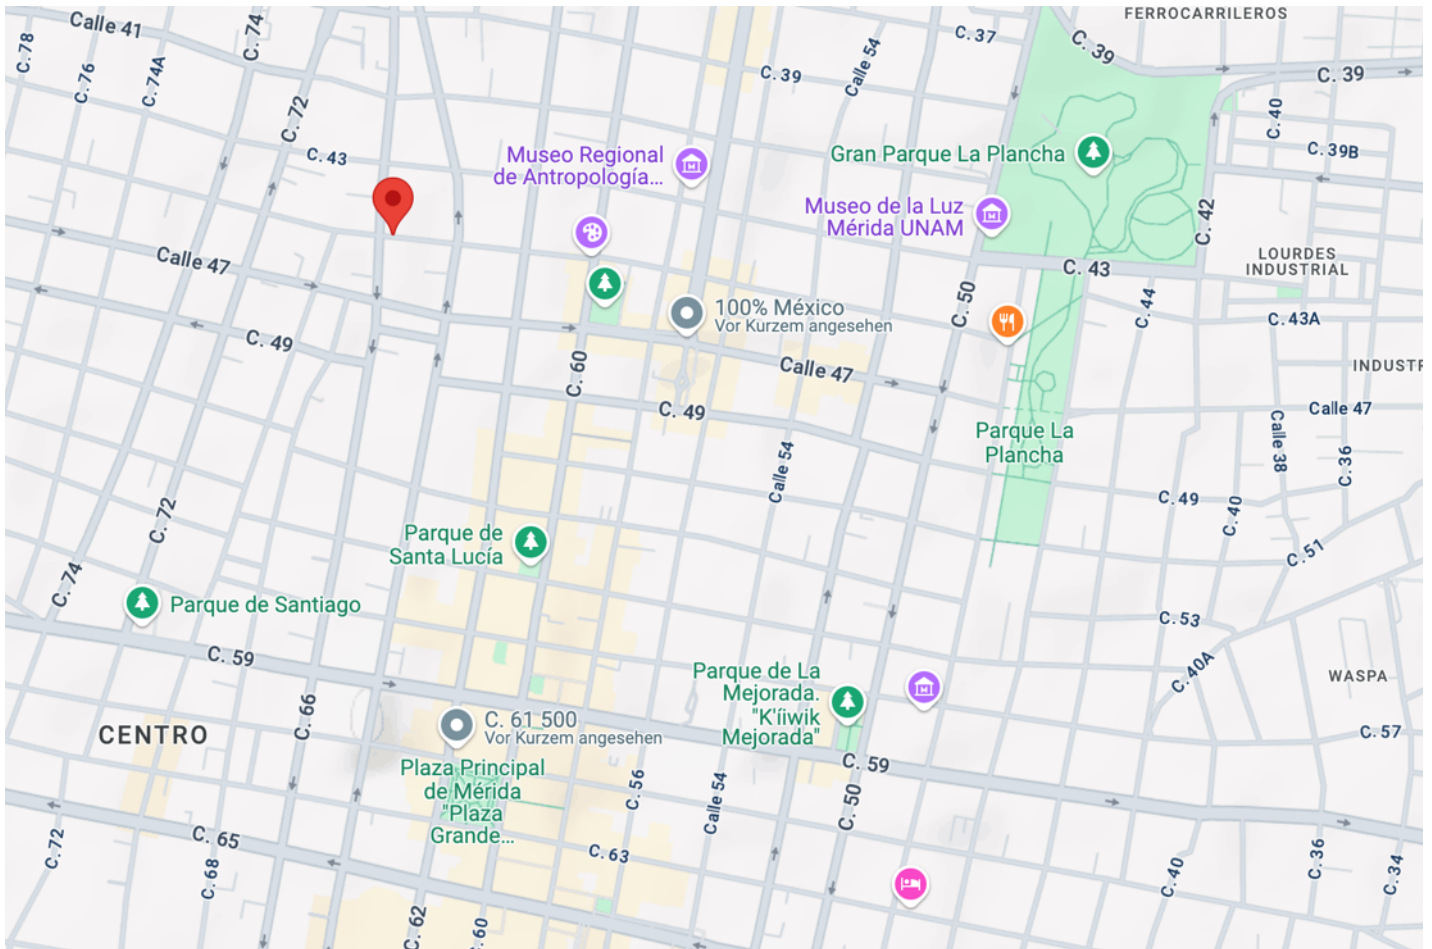 FERROCARRILEROS
Calle 41
C. 74
C. 78
C. 76
C. 74A
C. 72
C. 37
C. 39
Calle 54
C. 39
C. 39
C. 40
C. 43
C. 39B
Museo Regional
de Antropología...
Gran Parque La Plancha
Museo de la Luz
Mérida UNAM
C. 42
LOURDES
INDUSTRIAL
Calle 47
C. 43
C. 50
C. 44
100% México
Vor Kurzem angesehen
C. 43A
C. 49
C. 60
Calle 47
INDUSTR
C. 49
Calle 47
Calle 38
C. 36
Parque La
Plancha
Calle 54
C. 49
C. 40
C. 72
Parque de
Santa Lucía
C. 51
C. 74
Parque de Santiago
C. 53
C. 59
C. 40A
Parque de La
Mejorada.
"K'íiwik
Mejorada"
WASPA
C. 66
CENTRO
C. 61 500
Vor Kurzem angesehen
C. 57
C. 59
Plaza Principal
de Mérida
"Plaza
Grande...
C. 56
Calle 54
C. 50
C. 65
C. 72
C. 63
C. 68
C. 36
C. 34
C. 40
C. 62
C. 60